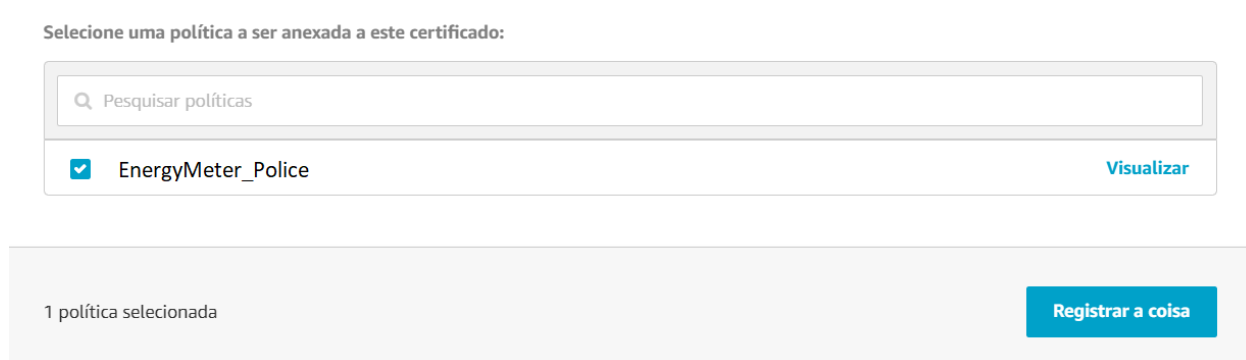 Selecione uma política a ser anexada a este certificado:
Pesquisar políticas
EnergyMeter_Police
Visualizar
1 política selecionada
Registrar a coisa